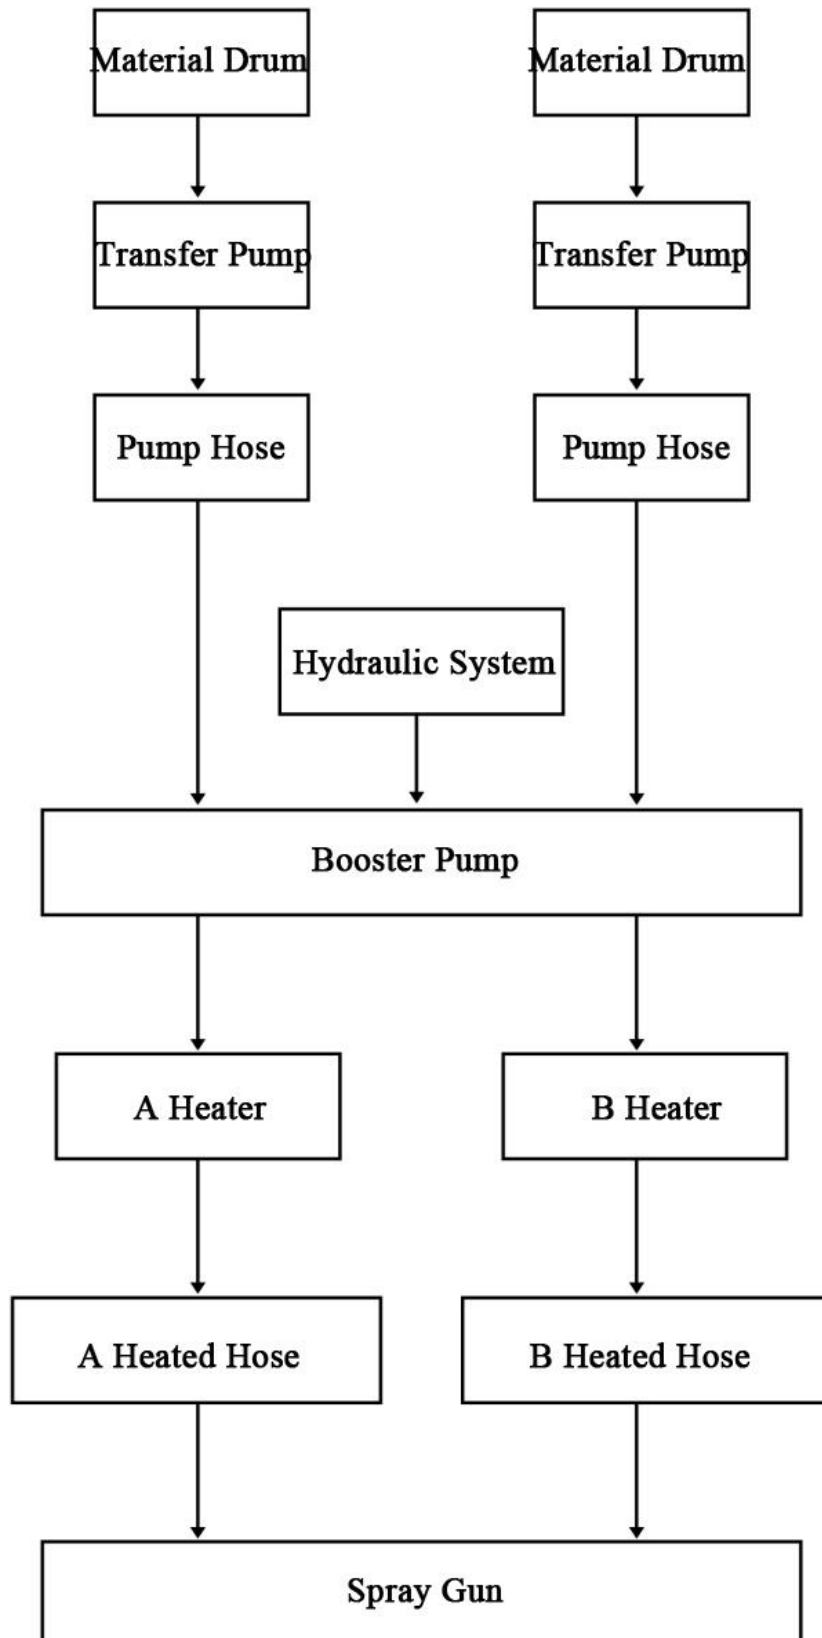 Material Drum
Material Drum
Transfer Pump
Transfer Pump
Pump Hose
Pump Hose
Hydraulic System
Booster Pump
A Heater
B Heater
A Heated Hose
B Heated Hose
Spray Gun